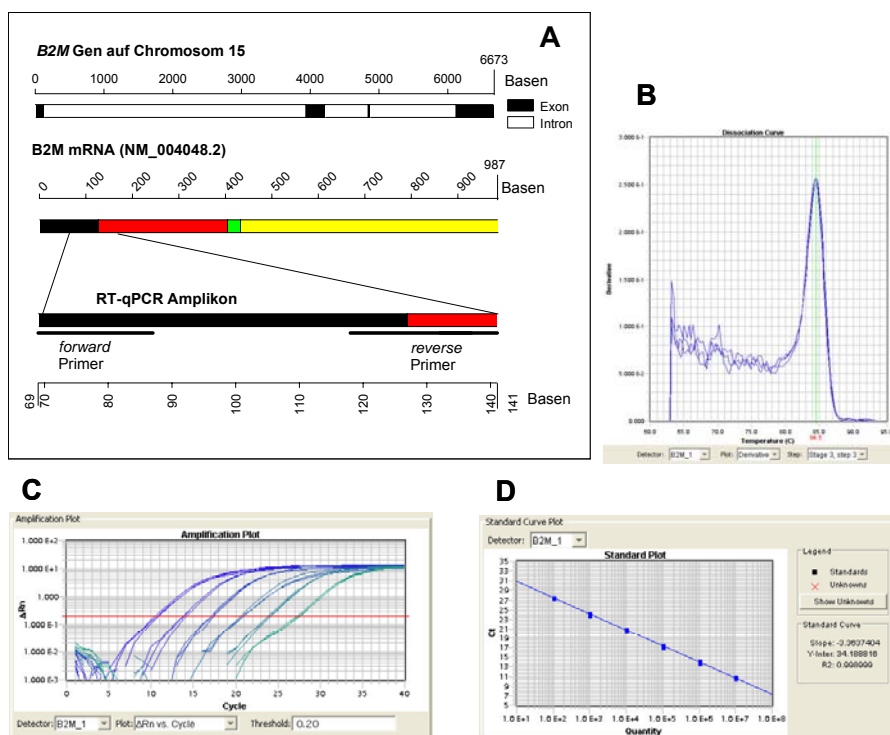 A
B2M Gen auf Chromosom 15
6673
0 1000 2000 3000 4000 5000 6000 Basen
Exon
Intron
B2M mRNA (NM_004048.2)
987
0 100 200 300 400 500 600 700 800 900 Basen
RT-qPCR Amplikon
forward
Primer
reverse
Primer
69 70 80 90 100 110 120 130 140 141 Basen
B
Dissociation Curve
Derivative
0.000
Temperature (C)
Detector: B2M_1 Plot: Derivative Step: Stage 3, step 3
C
Amplification Plot
Amplification Plot
1.000 E+2
1.000 E+1
1.000
1.000 E-1
1.000 E-2
1.000 E-3
ΔRn
0 5 10 15 20 25 30 35 40
Cycle
Detector: B2M_1 Plot: ΔRn vs. Cycle Threshold: 0.20
D
Standard Curve Plot
Detector: B2M_1
Standard Plot
35
33
31
29
27
25
23
21
19
17
15
13
11
9
7
5
Ct
1.0 E+1 1.0 E+2 1.0 E+3 1.0 E+4 1.0 E+5 1.0 E+6 1.0 E+7 1.0 E+8
Quantity
Legend
Standards
Unknowns
Show Unknowns
Standard Curve
Slope: -3.3637404
Y-Inter: 34.188816
R2: 0.998999